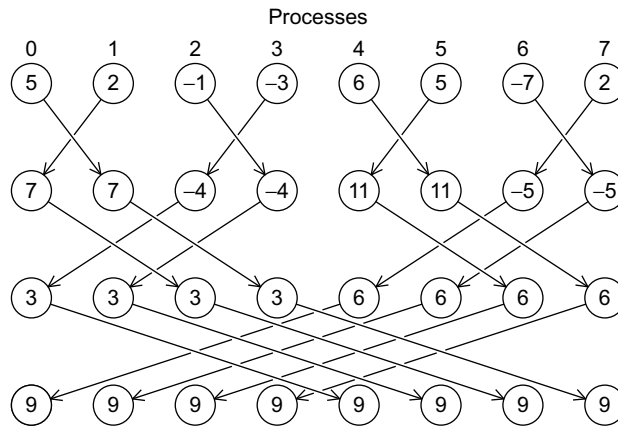 Processes
0 1 2 3 4 5 6 7
5 2 –1 –3 6 5 –7 2
7 7 –4 –4 11 11 –5 –5
3 3 3 3 6 6 6 6
9 9 9 9 9 9 9 9